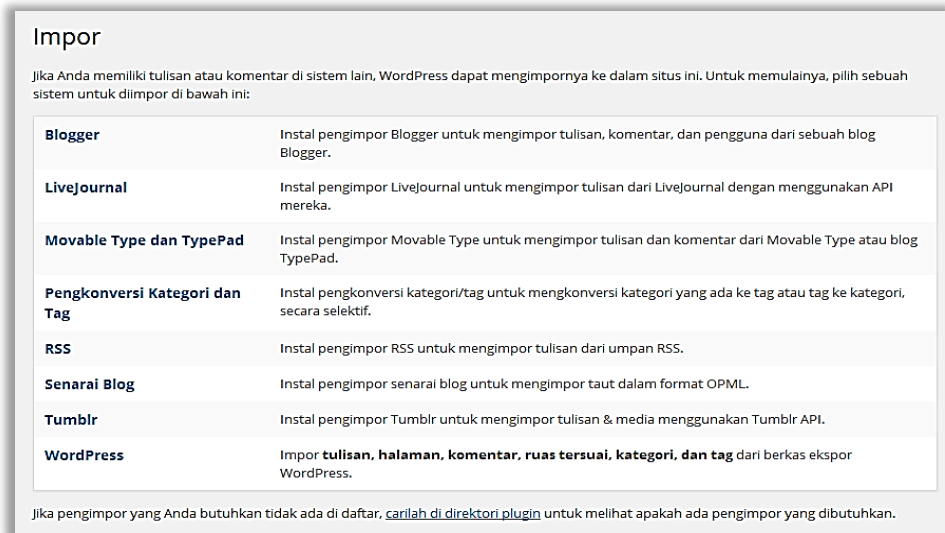 Impor
Jika Anda memiliki tulisan atau komentar di sistem lain, WordPress dapat mengimpornya ke dalam situs ini. Untuk memulainya, pilih sebuah
sistem untuk diimpor di bawah ini:
Blogger
Instal pengimpor Blogger untuk mengimpor tulisan, komentar, dan pengguna dari sebuah blog
Blogger.
LiveJournal
Instal pengimpor LiveJournal untuk mengimpor tulisan dari LiveJournal dengan menggunakan API
mereka.
Movable Type dan TypePad
Instal pengimpor Movable Type untuk mengimpor tulisan dan komentar dari Movable Type atau blog
TypePad.
Pengkonversi Kategori dan
Tag
Instal pengkonversi kategori/tag untuk mengkonversi kategori yang ada ke tag atau tag ke kategori,
secara selektif.
RSS
Instal pengimpor RSS untuk mengimpor tulisan dari umpan RSS.
Senarai Blog
Instal pengimpor senarai blog untuk mengimpor taut dalam format OPML.
Tumblr
Instal pengimpor Tumblr untuk mengimpor tulisan & media menggunakan Tumblr API.
WordPress
Impor tulisan, halaman, komentar, ruas tersuai, kategori, dan tag dari berkas ekspor
WordPress.
Jika pengimpor yang Anda butuhkan tidak ada di daftar, carilah di direktori plugin untuk melihat apakah ada pengimpor yang dibutuhkan.